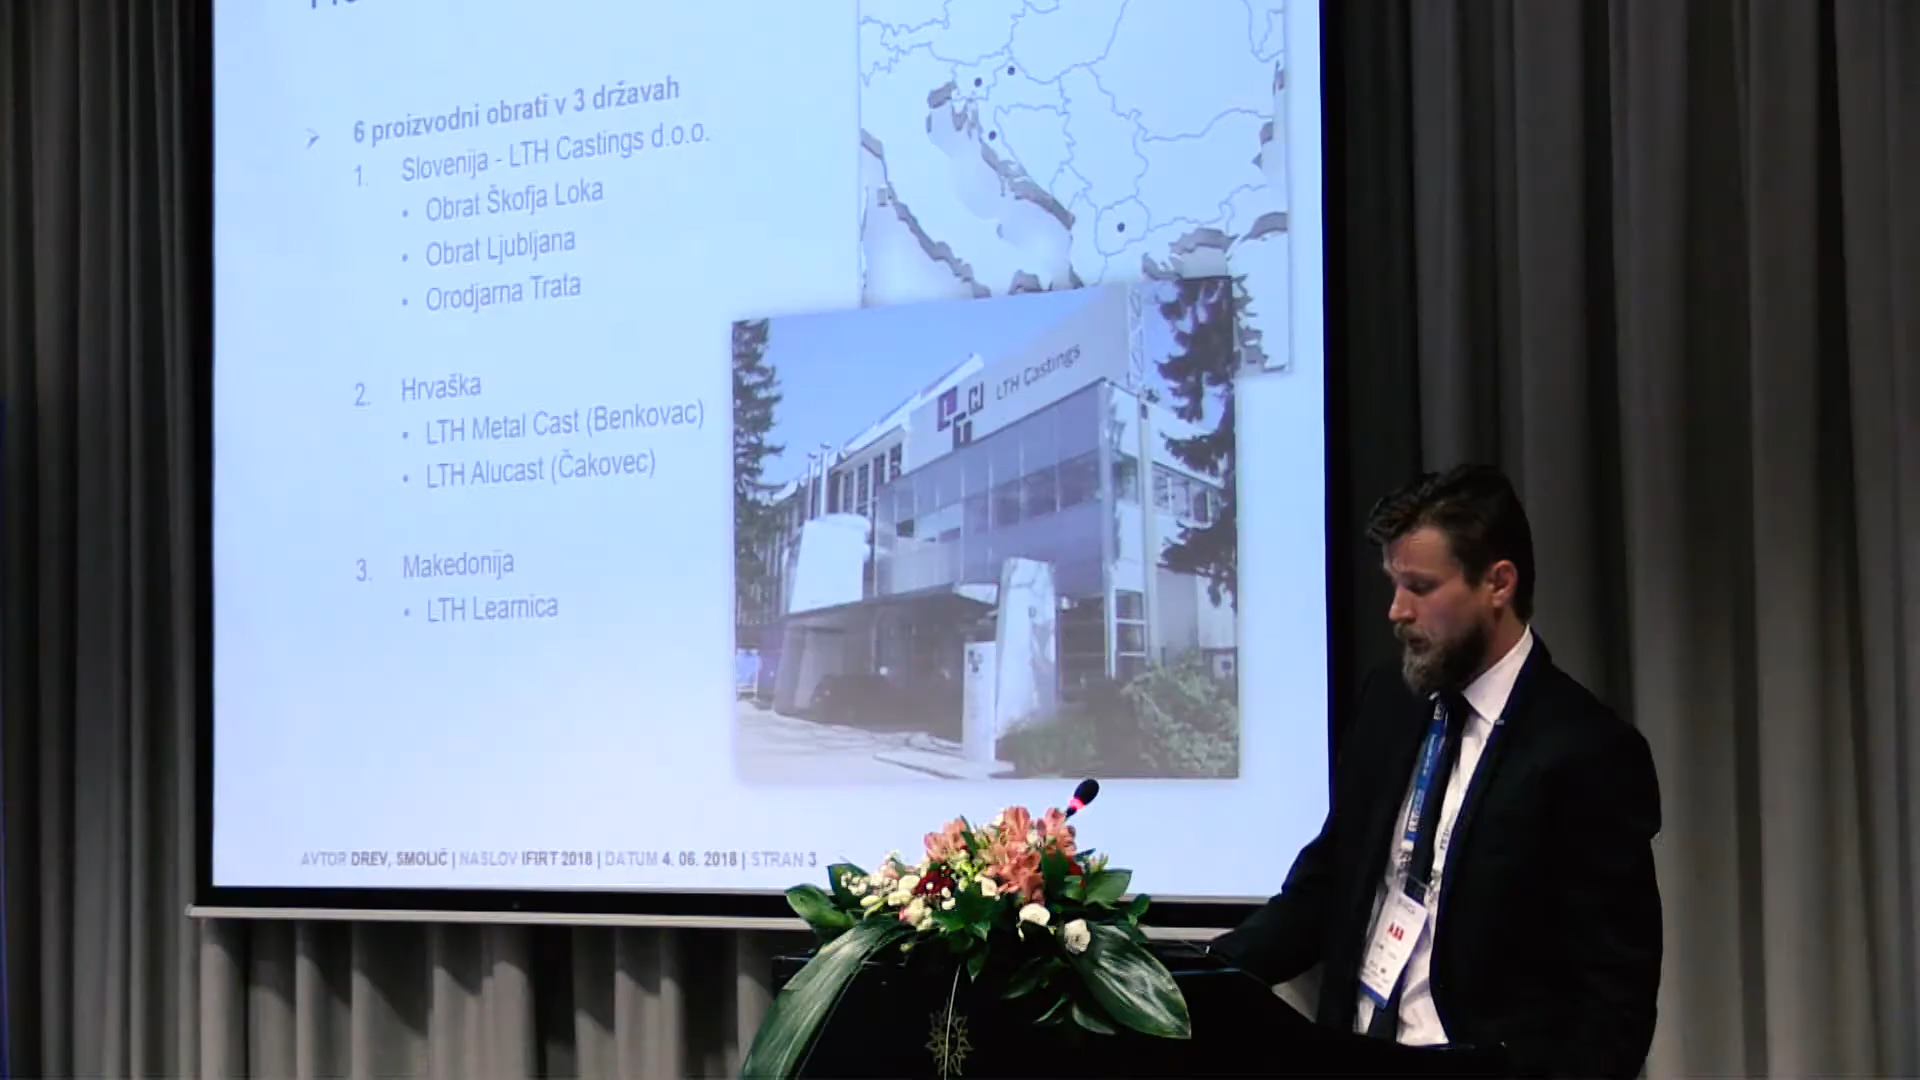 6 proizvodni obrati v 3 državah
1. Slovenija - LTH Castings d.o.o.
• Obrat Škofja Loka
• Obrat Ljubljana
• Orodjarna Trata
2. Hrvaška
• LTH Metal Cast (Benkovac)
• LTH Alucast (Čakovec)
3. Makedonija
• LTH Learnica
LTH Castings
AVTOR DREV, SMOLIČ | NASLOV IFIRT 2018 | DATUM 4. 06. 2018 | STRAN 3
ABB